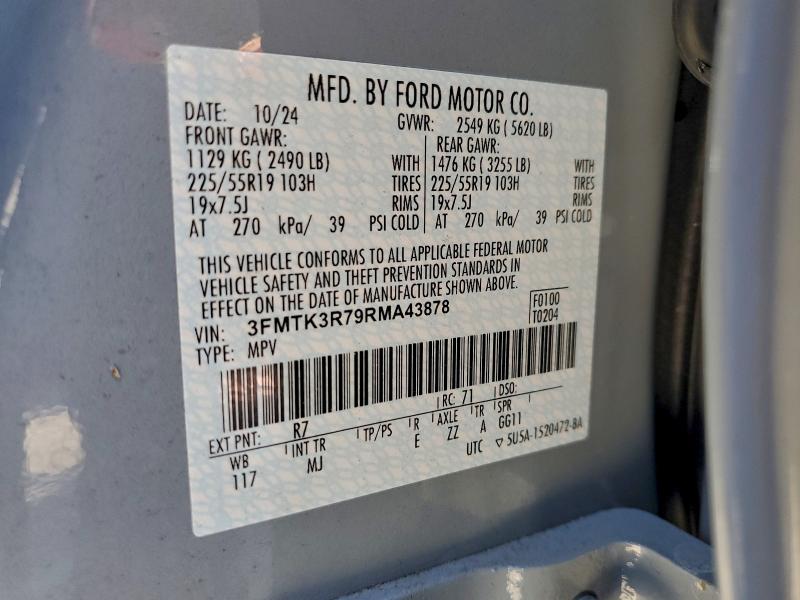 MFD. BY FORD MOTOR CO.
DATE: 10/24 GVWR: 2549 KG ( 5620 LB)
FRONT GAWR: REAR GAWR:
1129 KG ( 2490 LB) WITH 1476 KG ( 3255 LB) WITH
225/55R19 103H TIRES 225/55R19 103H TIRES
19x7.5J RIMS 19x7.5J RIMS
AT 270 kPa/ 39 PSI COLD AT 270 kPa/ 39 PSI COLD
THIS VEHICLE CONFORMS TO ALL APPLICABLE FEDERAL MOTOR
VEHICLE SAFETY AND THEFT PREVENTION STANDARDS IN
EFFECT ON THE DATE OF MANUFACTURE SHOWN ABOVE.
VIN: 3FMTK3R79RMA43878 F0100
TYPE: MPV T0204
EXT PNT: R7 RC: 71 DSO:
WB INT TR TP/PS R AXLE TR SPR
117 MJ E ZZ A GG11
UTC ▽ 5U5A-1520472-BA